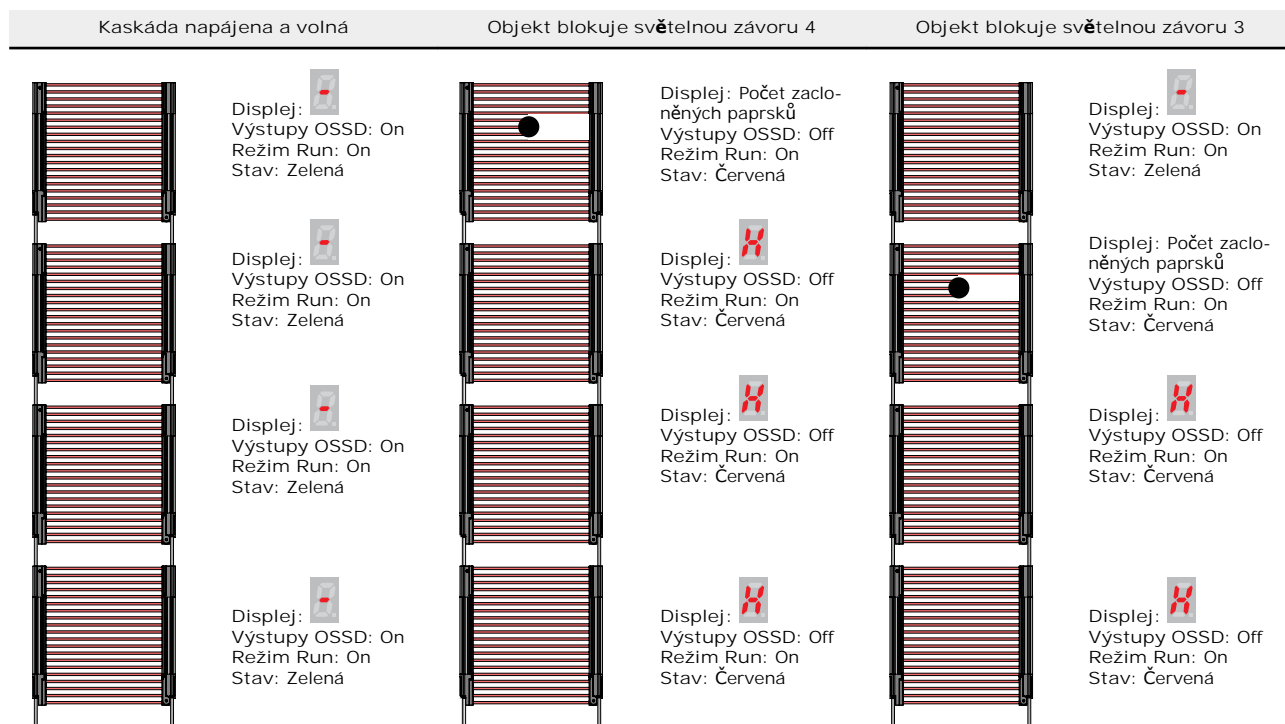 Kaskáda napájena a volná
Objekt blokuje světelnou závoru 4
Objekt blokuje světelnou závoru 3
Displej: -
Výstupy OSSD: On
Režim Run: On
Stav: Zelená
Displej: Počet zaclo-
něných paprsků
Výstupy OSSD: Off
Režim Run: On
Stav: Červená
Displej: -
Výstupy OSSD: On
Režim Run: On
Stav: Zelená
Displej: -
Výstupy OSSD: On
Režim Run: On
Stav: Zelená
Displej: H
Výstupy OSSD: Off
Režim Run: On
Stav: Červená
Displej: Počet zaclo-
něných paprsků
Výstupy OSSD: Off
Režim Run: On
Stav: Červená
Displej: -
Výstupy OSSD: On
Režim Run: On
Stav: Zelená
Displej: H
Výstupy OSSD: Off
Režim Run: On
Stav: Červená
Displej: H
Výstupy OSSD: Off
Režim Run: On
Stav: Červená
Displej: -
Výstupy OSSD: On
Režim Run: On
Stav: Zelená
Displej: H
Výstupy OSSD: Off
Režim Run: On
Stav: Červená
Displej: H
Výstupy OSSD: Off
Režim Run: On
Stav: Červená